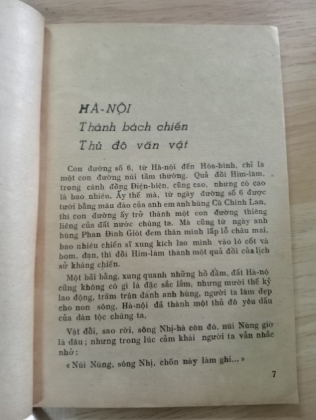 HÀ-NỘI
Thành bách chiến
Thủ đô văn vật
Con đường số 6, từ Hà-nội đến Hòa-bình, chỉ là
một con đường núi tầm thường. Quả đồi Him-lam,
trong cánh đồng Điện-biên, cũng cao, nhưng có cao
là bao nhiêu. Ấy thế mà, từ ngày đường số 6 được
tưới bằng máu đào của anh em anh hùng Cù Chính Lan,
thì con đường ấy trở thành một con đường thiêng
liêng của đất nước chúng ta. Mà cũng từ ngày anh
hùng Phan Đình Giót đem thân mình lấp lỗ châu mai,
bao nhiêu chiến sĩ xung kích lao mình vào lô cốt và
bom, đạn, thì đồi Him-lam thành một quả đồi của lịch
sử kháng chiến.
Một bãi bằng, xung quanh những hồ đầm, đất Hà-nội
cũng không có gì là đặc sắc lắm, nhưng mười thế kỷ
lao động, trăm trận đánh anh hùng, người ta làm đẹp
cho non sông, Hà-nội đã thành một thủ đô yêu dấu
của dân tộc chúng ta.
Vật đổi, sao rời, sông Nhị-hà còn đó, núi Nùng giờ
là đâu; nhưng trong lúc cảm khái người ta vẫn nhắc
nhở:
«Núi Nùng, sông Nhị, chốn này làm ghi...»
7